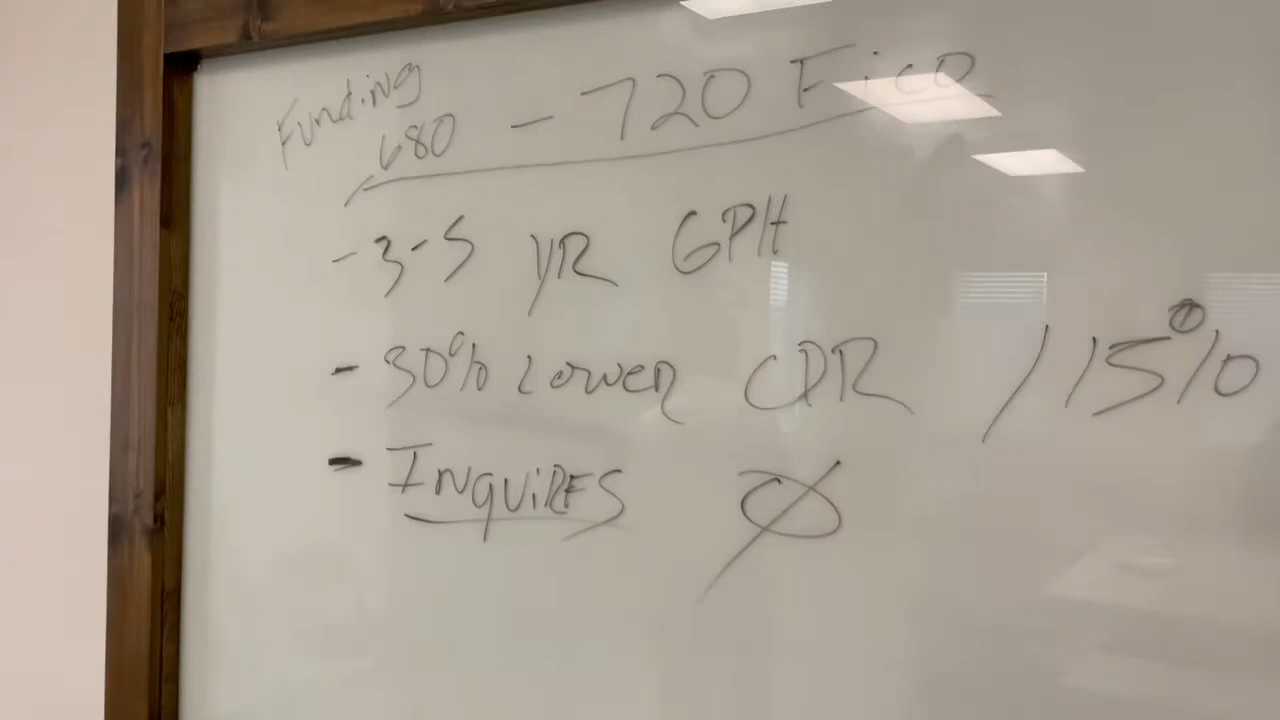 Funding
680 - 720 Fico
- 3-5 YR GPH
- 30% Lower CDR / 15%
- INQUIRES Ø